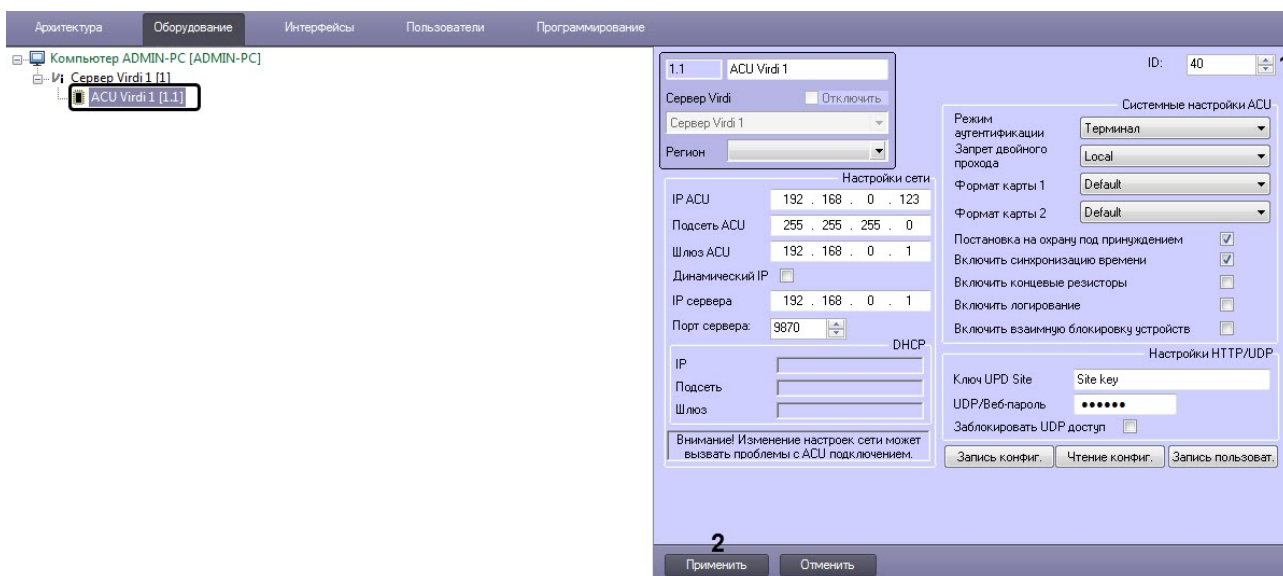 Архитектура Оборудование Интерфейсы Пользователи Программирование
Компьютер ADMIN-PC [ADMIN-PC]
Сервер Virdi 1 [1]
ACU Virdi 1 [1.1]
1.1 ACU Virdi 1
Сервер Virdi Отключить
Сервер Virdi 1
Регион
Настройки сети
IP ACU 192 . 168 . 0 . 123
Подсеть ACU 255 . 255 . 255 . 0
Шлюз ACU 192 . 168 . 0 . 1
Динамический IP
IP сервера 192 . 168 . 0 . 1
Порт сервера: 9870
DHCP
IP
Подсеть
Шлюз
Внимание! Изменение настроек сети может
вызвать проблемы с ACU подключением.
ID: 40 1
Системные настройки ACU
Режим
аутентификации Терминал
Запрет двойного
прохода Local
Формат карты 1 Default
Формат карты 2 Default
Постановка на охрану под принуждением
Включить синхронизацию времени
Включить концевые резисторы
Включить логирование
Включить взаимную блокировку устройств
Настройки HTTP/UDP
Ключ UPD Site Site key
UDP/Веб-пароль ••••••
Заблокировать UDP доступ
Запись конфиг. Чтение конфиг. Запись пользоват.
2
Применить Отменить